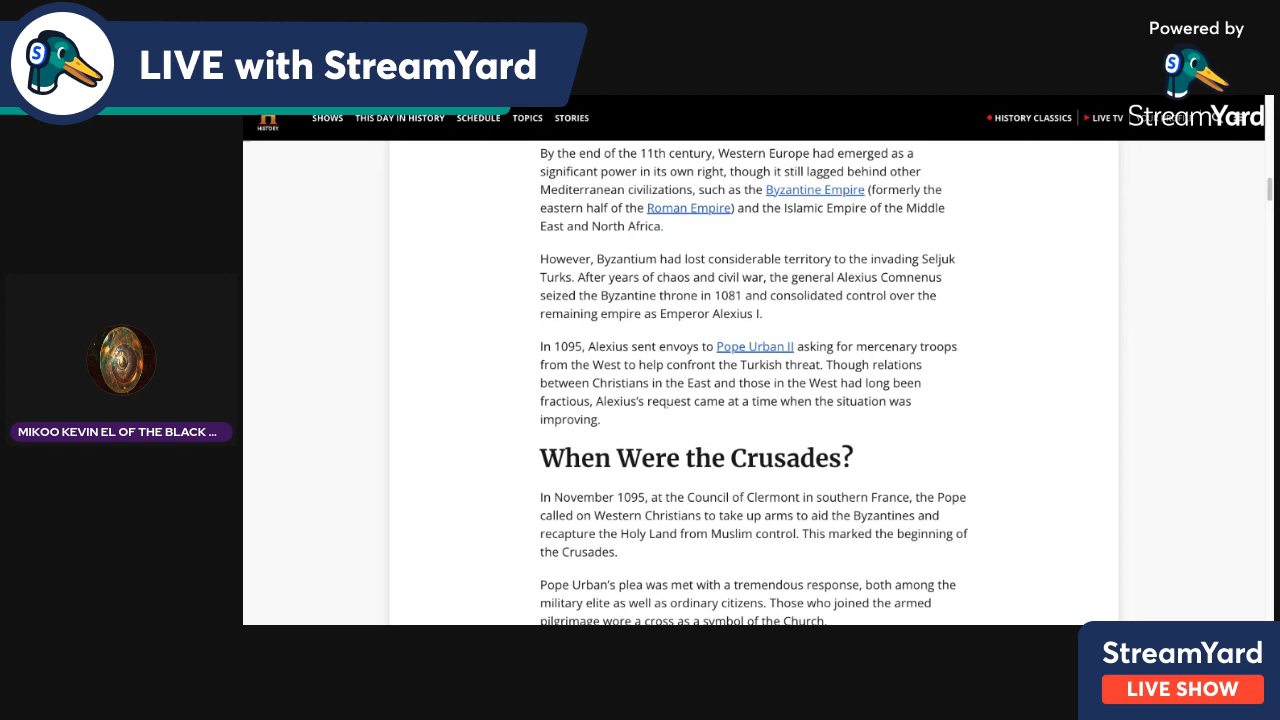 LIVE with StreamYard
Powered by
StreamYard
HISTORY
SHOWS THIS DAY IN HISTORY SCHEDULE TOPICS STORIES
HISTORY CLASSICS LIVE TV
By the end of the 11th century, Western Europe had emerged as a
significant power in its own right, though it still lagged behind other
Mediterranean civilizations, such as the Byzantine Empire (formerly the
eastern half of the Roman Empire) and the Islamic Empire of the Middle
East and North Africa.
However, Byzantium had lost considerable territory to the invading Seljuk
Turks. After years of chaos and civil war, the general Alexius Comnenus
seized the Byzantine throne in 1081 and consolidated control over the
remaining empire as Emperor Alexius I.
In 1095, Alexius sent envoys to Pope Urban II asking for mercenary troops
from the West to help confront the Turkish threat. Though relations
between Christians in the East and those in the West had long been
fractious, Alexius's request came at a time when the situation was
improving.
MIKOO KEVIN EL OF THE BLACK ...
When Were the Crusades?
In November 1095, at the Council of Clermont in southern France, the Pope
called on Western Christians to take up arms to aid the Byzantines and
recapture the Holy Land from Muslim control. This marked the beginning of
the Crusades.
Pope Urban's plea was met with a tremendous response, both among the
military elite as well as ordinary citizens. Those who joined the armed
pilgrimage wore a cross as a symbol of the Church.
StreamYard
LIVE SHOW